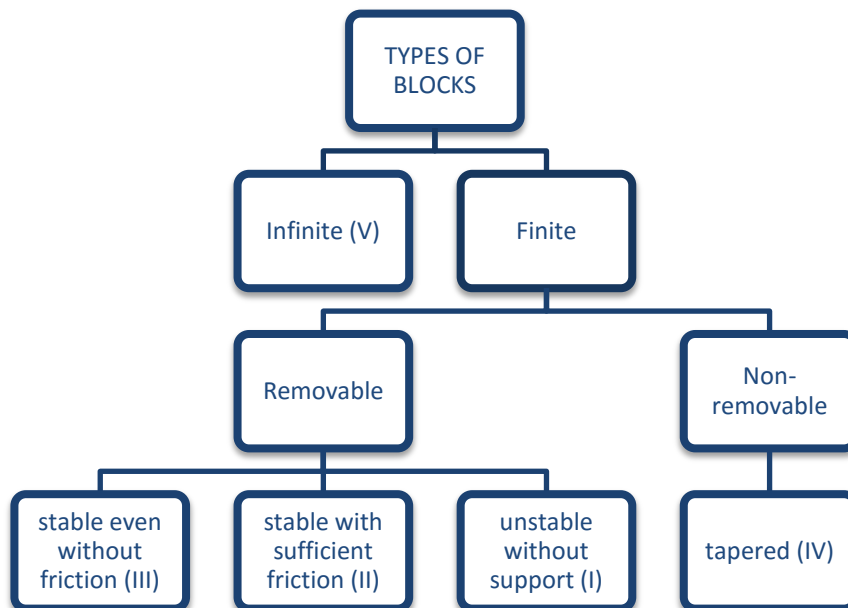 TYPES OF
BLOCKS
Infinite (V)
Finite
Removable
Non-
removable
stable even
without
friction (III)
stable with
sufficient
friction (II)
unstable
without
support (I)
tapered (IV)